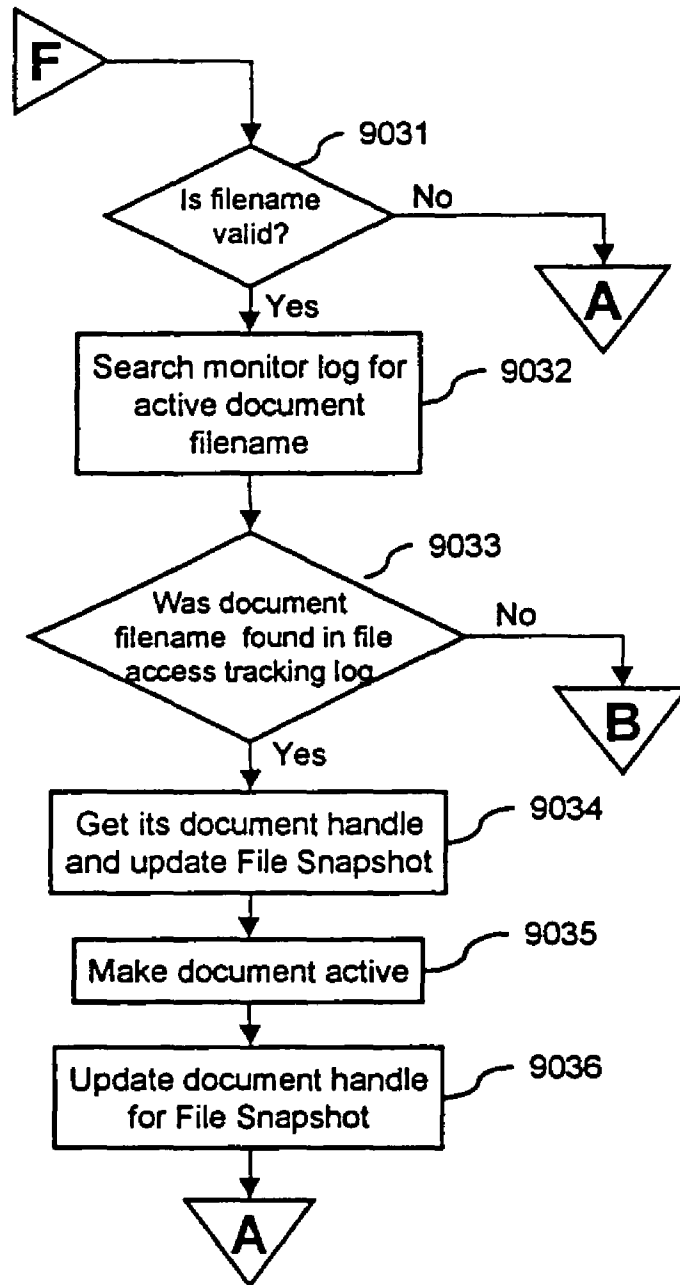 F
9031
Is filename
valid?
No
A
Yes
Search monitor log for
active document
filename
9032
9033
Was document
filename found in file
access tracking log
No
B
Yes
Get its document handle
and update File Snapshot
9034
Make document active
9035
Update document handle
for File Snapshot
9036
A